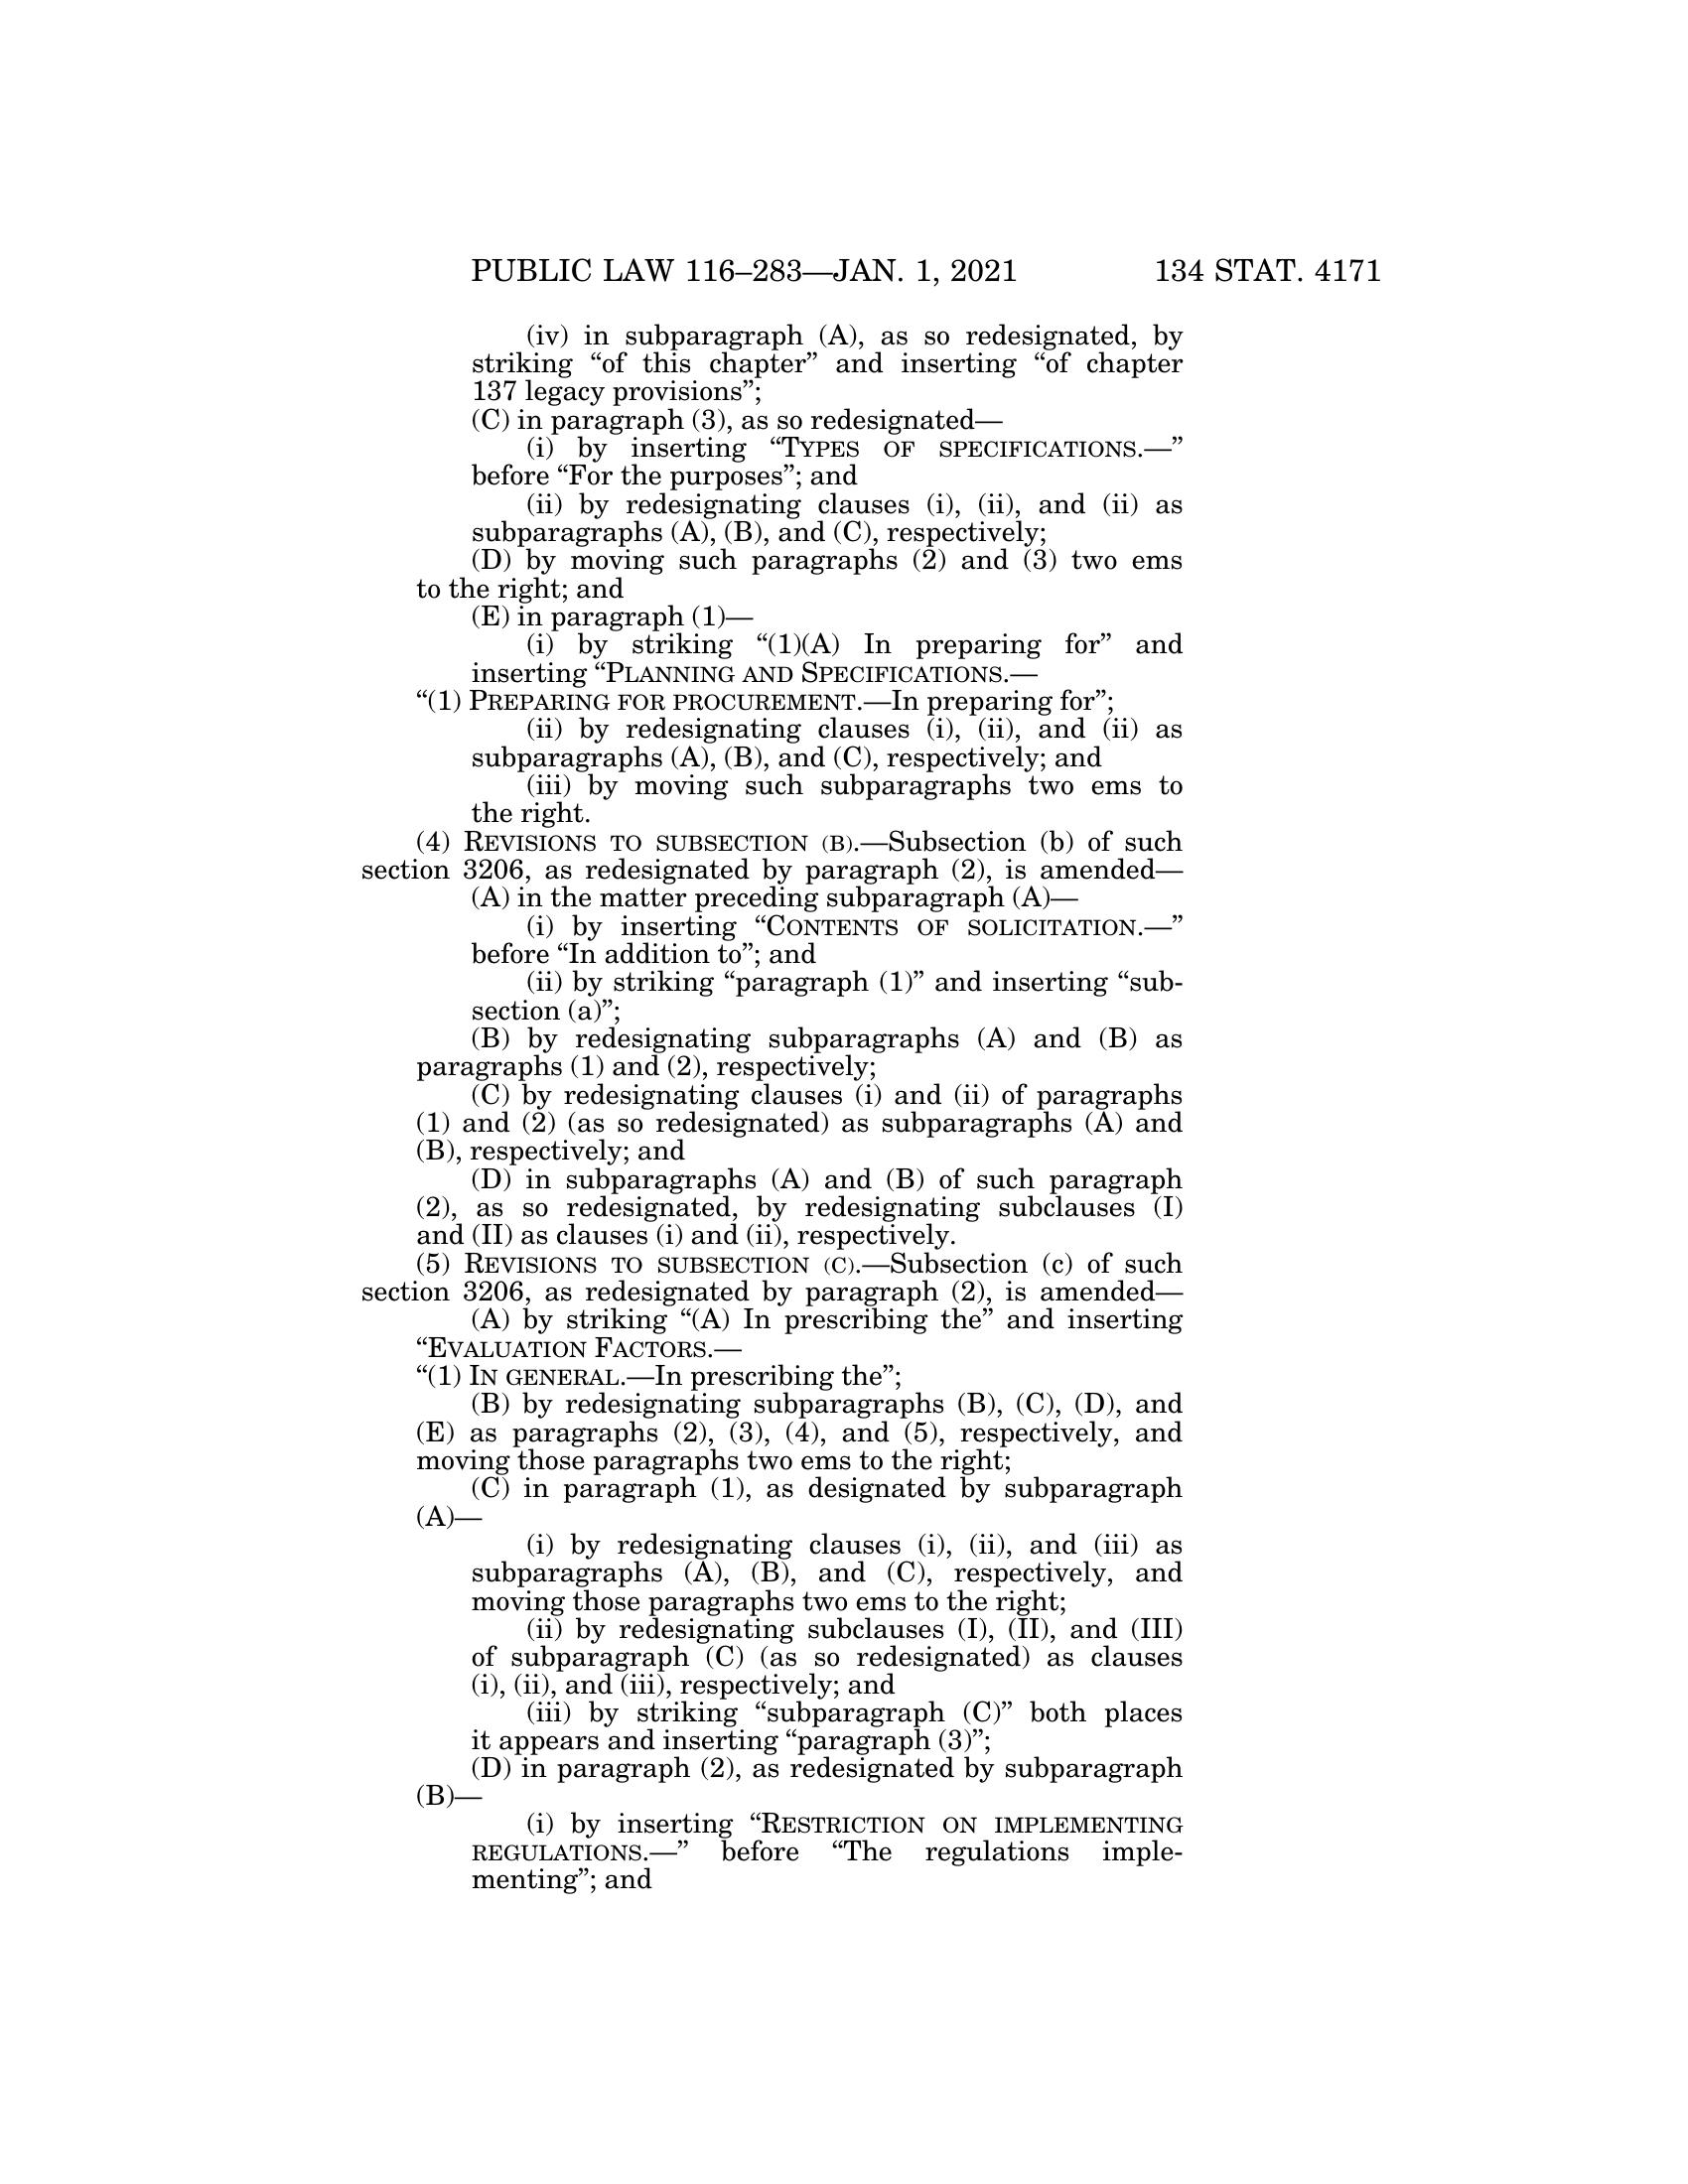 PUBLIC LAW 116–283—JAN. 1, 2021 134 STAT. 4171
(iv) in subparagraph (A), as so redesignated, by
striking “of this chapter” and inserting “of chapter
137 legacy provisions”;
(C) in paragraph (3), as so redesignated—
(i) by inserting “TYPES OF SPECIFICATIONS.—”
before “For the purposes”; and
(ii) by redesignating clauses (i), (ii), and (ii) as
subparagraphs (A), (B), and (C), respectively;
(D) by moving such paragraphs (2) and (3) two ems
to the right; and
(E) in paragraph (1)—
(i) by striking “(1)(A) In preparing for” and
inserting “PLANNING AND SPECIFICATIONS.—
“(1) PREPARING FOR PROCUREMENT.—In preparing for”;
(ii) by redesignating clauses (i), (ii), and (ii) as
subparagraphs (A), (B), and (C), respectively; and
(iii) by moving such subparagraphs two ems to
the right.
(4) REVISIONS TO SUBSECTION (B).—Subsection (b) of such
section 3206, as redesignated by paragraph (2), is amended—
(A) in the matter preceding subparagraph (A)—
(i) by inserting “CONTENTS OF SOLICITATION.—”
before “In addition to”; and
(ii) by striking “paragraph (1)” and inserting “sub-
section (a)”;
(B) by redesignating subparagraphs (A) and (B) as
paragraphs (1) and (2), respectively;
(C) by redesignating clauses (i) and (ii) of paragraphs
(1) and (2) (as so redesignated) as subparagraphs (A) and
(B), respectively; and
(D) in subparagraphs (A) and (B) of such paragraph
(2), as so redesignated, by redesignating subclauses (I)
and (II) as clauses (i) and (ii), respectively.
(5) REVISIONS TO SUBSECTION (C).—Subsection (c) of such
section 3206, as redesignated by paragraph (2), is amended—
(A) by striking “(A) In prescribing the” and inserting
“EVALUATION FACTORS.—
“(1) IN GENERAL.—In prescribing the”;
(B) by redesignating subparagraphs (B), (C), (D), and
(E) as paragraphs (2), (3), (4), and (5), respectively, and
moving those paragraphs two ems to the right;
(C) in paragraph (1), as designated by subparagraph
(A)—
(i) by redesignating clauses (i), (ii), and (iii) as
subparagraphs (A), (B), and (C), respectively, and
moving those paragraphs two ems to the right;
(ii) by redesignating subclauses (I), (II), and (III)
of subparagraph (C) (as so redesignated) as clauses
(i), (ii), and (iii), respectively; and
(iii) by striking “subparagraph (C)” both places
it appears and inserting “paragraph (3)”;
(D) in paragraph (2), as redesignated by subparagraph
(B)—
(i) by inserting “RESTRICTION ON IMPLEMENTING
REGULATIONS.—” before “The regulations imple-
menting”; and